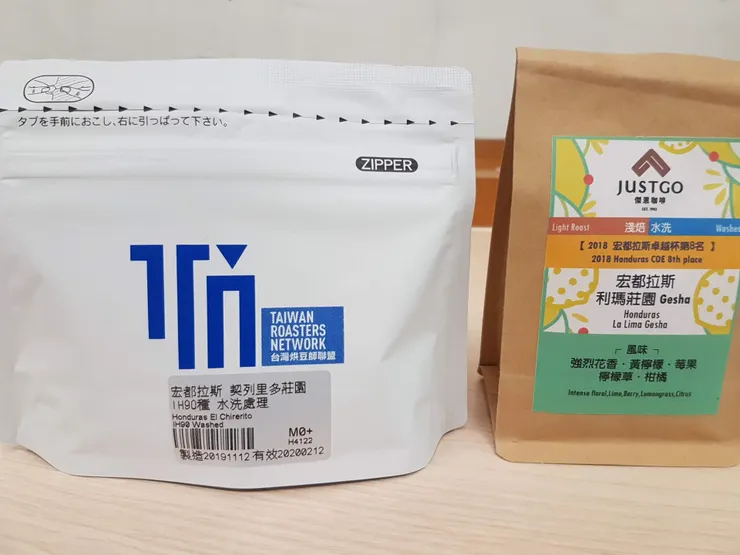 タブを手前におこし、右に引っぱって下さい。
ZIPPER
TRN
TAIWAN
ROASTERS
NETWORK
台灣烘豆師聯盟
宏都拉斯 契列里多莊園
IH90種 水洗處理
Honduras El Chirerito
IH90 Washed
M0+
H4122
製造20191112 有效20200212
JUSTGO
傑恩咖啡
EST. 1992
Light Roast 淺焙 水洗 Washed
【 2018 宏都拉斯卓越杯第8名 】
2018 Honduras COE 8th place
宏都拉斯
利瑪莊園 Gesha
Honduras
La Lima Gesha
「 風味 」
強烈花香・黃檸檬・莓果
檸檬草・柑橘
Intense floral,Lime,Berry,Lemongrass,Citrus